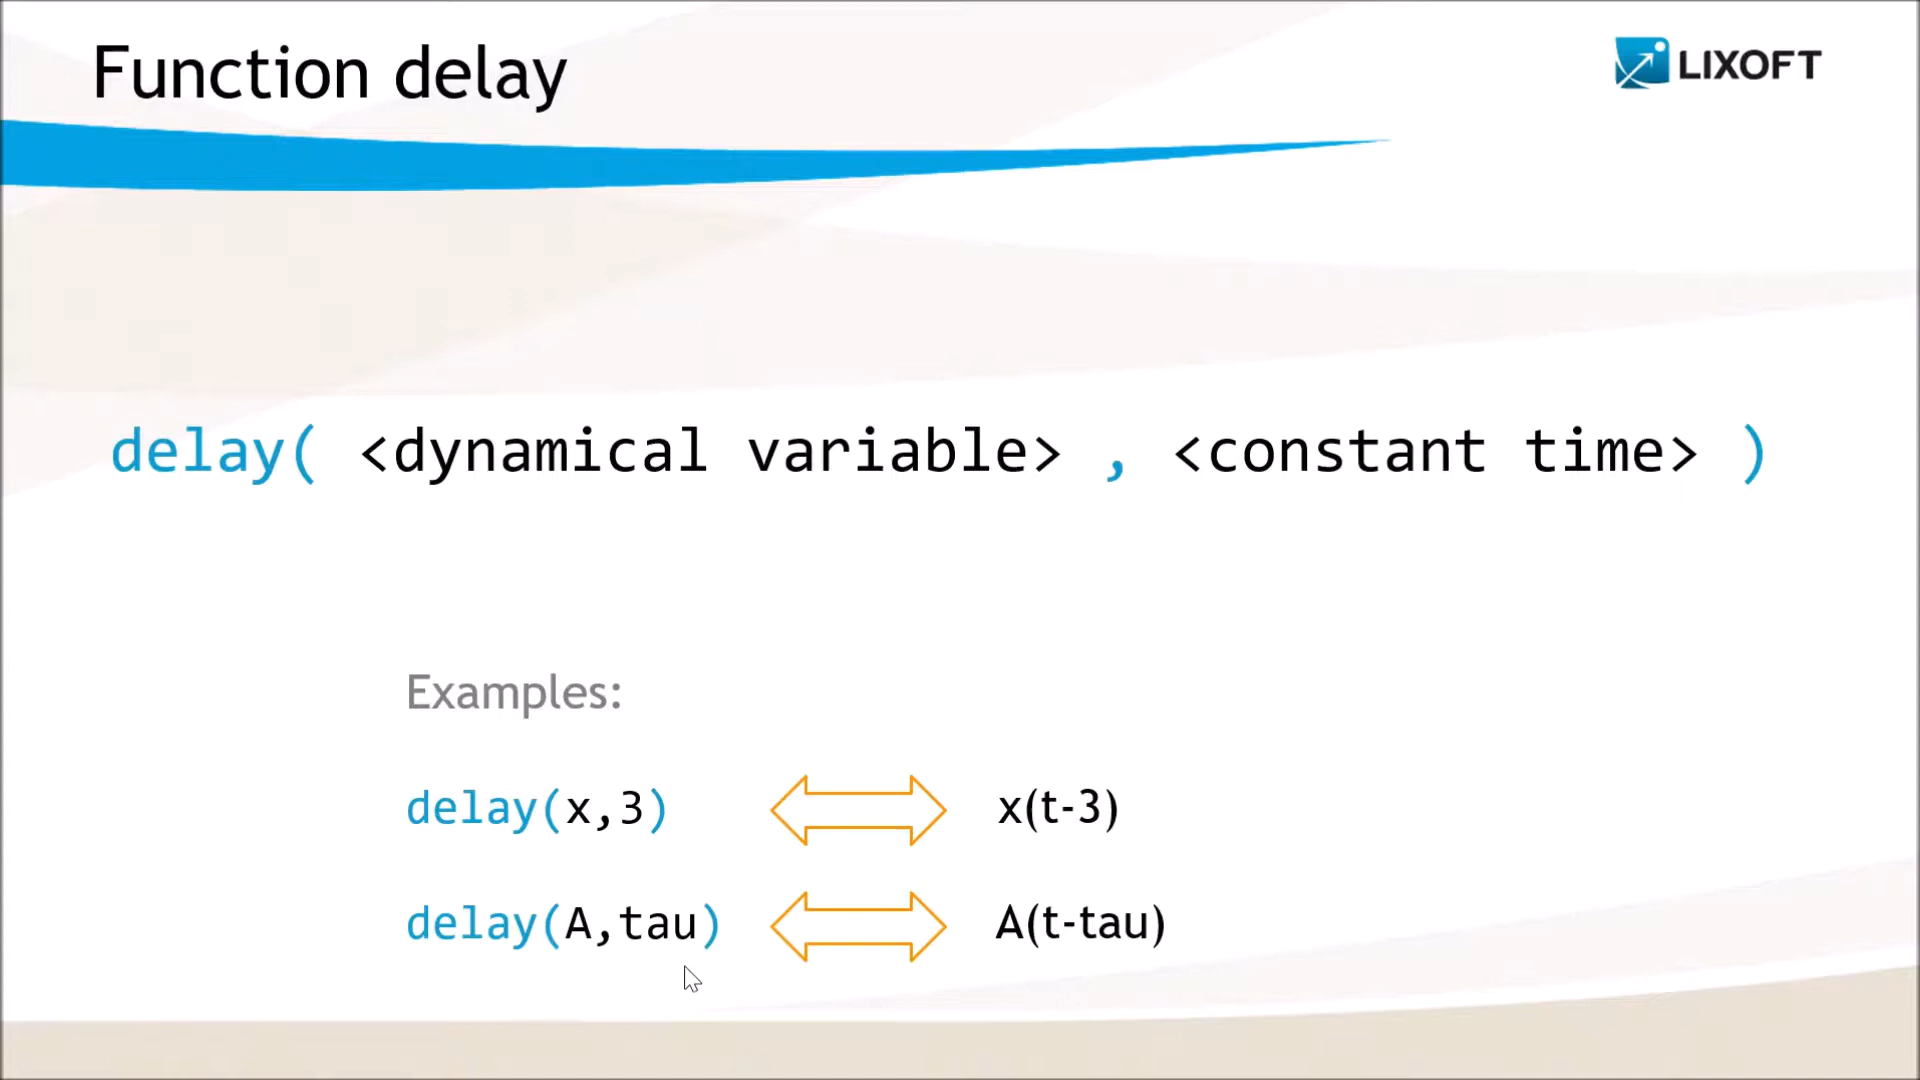 Function delay
LIXOFT
delay( <dynamical variable> , <constant time> )
Examples:
delay(x,3) x(t-3)
delay(A,tau) A(t-tau)